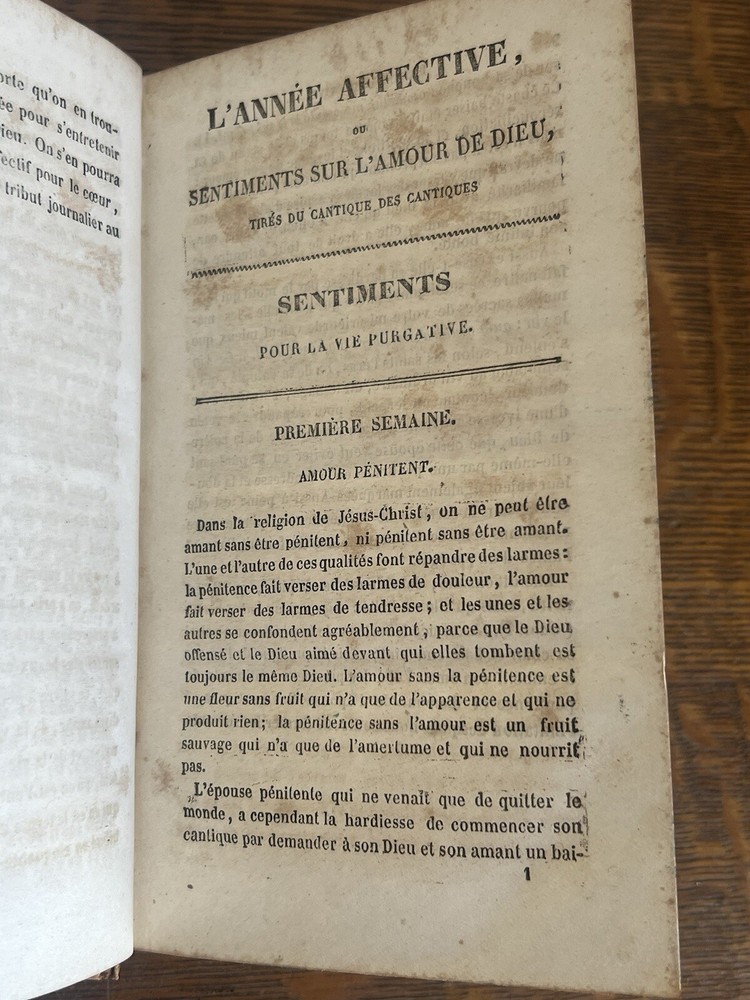 orte qu'on en trou-
ée pour s'entretenir
ieu. On s'en pourra
fectif pour le cœur,
tribut journalier au
L'ANNÉE AFFECTIVE,
OU
SENTIMENTS SUR L'AMOUR DE DIEU,
TIRÉS DU CANTIQUE DES CANTIQUES
SENTIMENTS
POUR LA VIE PURGATIVE.
PREMIÈRE SEMAINE.
AMOUR PÉNITENT.
Dans la religion de Jésus-Christ, on ne peut être
amant sans être pénitent, ni pénitent sans être amant.
L'une et l'autre de ces qualités font répandre des larmes:
la pénitence fait verser des larmes de douleur, l'amour
fait verser des larmes de tendresse; et les unes et les
autres se confondent agréablement, parce que le Dieu
offensé et le Dieu aimé devant qui elles tombent est
toujours le même Dieu. L'amour sans la pénitence est
une fleur sans fruit qui n'a que de l'apparence et qui ne
produit rien; la pénitence sans l'amour est un fruit
sauvage qui n'a que de l'amertume et qui ne nourrit
pas.
L'épouse pénitente qui ne venait que de quitter le
monde, a cependant la hardiesse de commencer son
cantique par demander à son Dieu et son amant un bai-
1